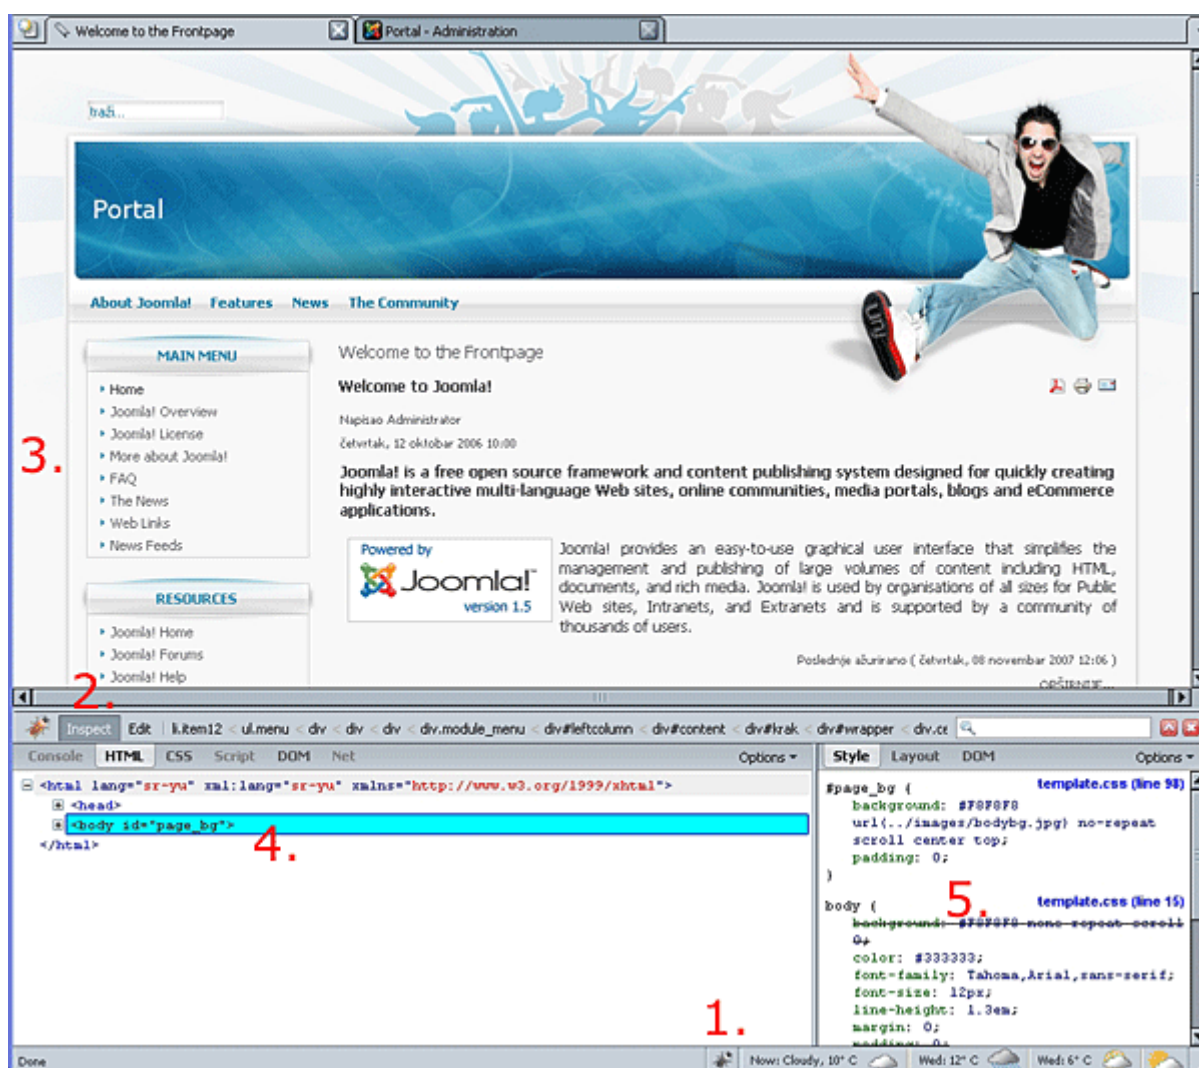 Welcome to the Frontpage
Portal - Administration
traži...
Portal
About Joomla! Features News The Community
MAIN MENU
Home
Joomla! Overview
Joomla! License
More about Joomla!
FAQ
The News
Web Links
News Feeds
RESOURCES
Joomla! Home
Joomla! Forums
Joomla! Help
Welcome to the Frontpage
Welcome to Joomla!
Napisao Administrator
četvrtak, 12 oktobar 2006 10:00
Joomla! is a free open source framework and content publishing system designed for quickly creating
highly interactive multi-language Web sites, online communities, media portals, blogs and eCommerce
applications.
Powered by
Joomla!
version 1.5
Joomla! provides an easy-to-use graphical user interface that simplifies the
management and publishing of large volumes of content including HTML,
documents, and rich media. Joomla! is used by organisations of all sizes for Public
Web sites, Intranets, and Extranets and is supported by a community of
thousands of users.
Poslednje ažurirano ( četvrtak, 08 novembar 2007 12:06 )
OPŠIRNIJE...
3.
2.
Inspect Edit li.item12 < ul.menu < div < div < div < div.module_menu < div#leftcolumn < div#content < div#krak < div#wrapper < div.ce
Console HTML CSS Script DOM Net Options
<html lang="sr-yu" xml:lang="sr-yu" xmlns="http://www.w3.org/1999/xhtml">
<head>
<body id="page_bg">
</html>
4.
Style Layout DOM Options
#page_bg { template.css (line 98)
background: #F8F8F8
url(../images/bodybg.jpg) no-repeat
scroll center top;
padding: 0;
}
5.
body { template.css (line 15)
background: #F8F8F8 none repeat scroll
0;
color: #333333;
font-family: Tahoma,Arial,sans-serif;
font-size: 12px;
line-height: 1.3em;
margin: 0;
padding: 0;
1.
Done
Now: Cloudy, 10° C Wed: 12° C Wed: 6° C